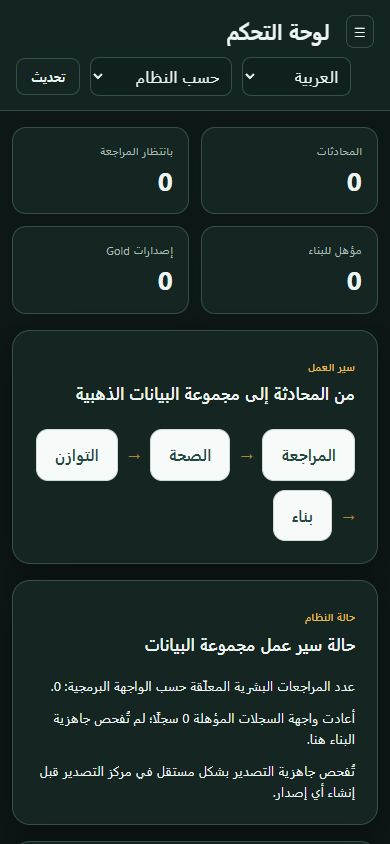 ☰ لوحة التحكم
العربية حسب النظام تحديث
المحادثات
0
بانتظار المراجعة
0
مؤهل للبناء
0
إصدارات Gold
0
سير العمل
من المحادثة إلى مجموعة البيانات الذهبية
المراجعة → الصحة → التوازن
→ بناء
حالة النظام
حالة سير عمل مجموعة البيانات
عدد المراجعات البشرية المعلّقة حسب الواجهة البرمجية: 0.
أعادت واجهة السجلات المؤهلة 0 سجلًا؛ لم تُفحص جاهزية
البناء هنا.
تُفحص جاهزية التصدير بشكل مستقل في مركز التصدير قبل
إنشاء أي إصدار.